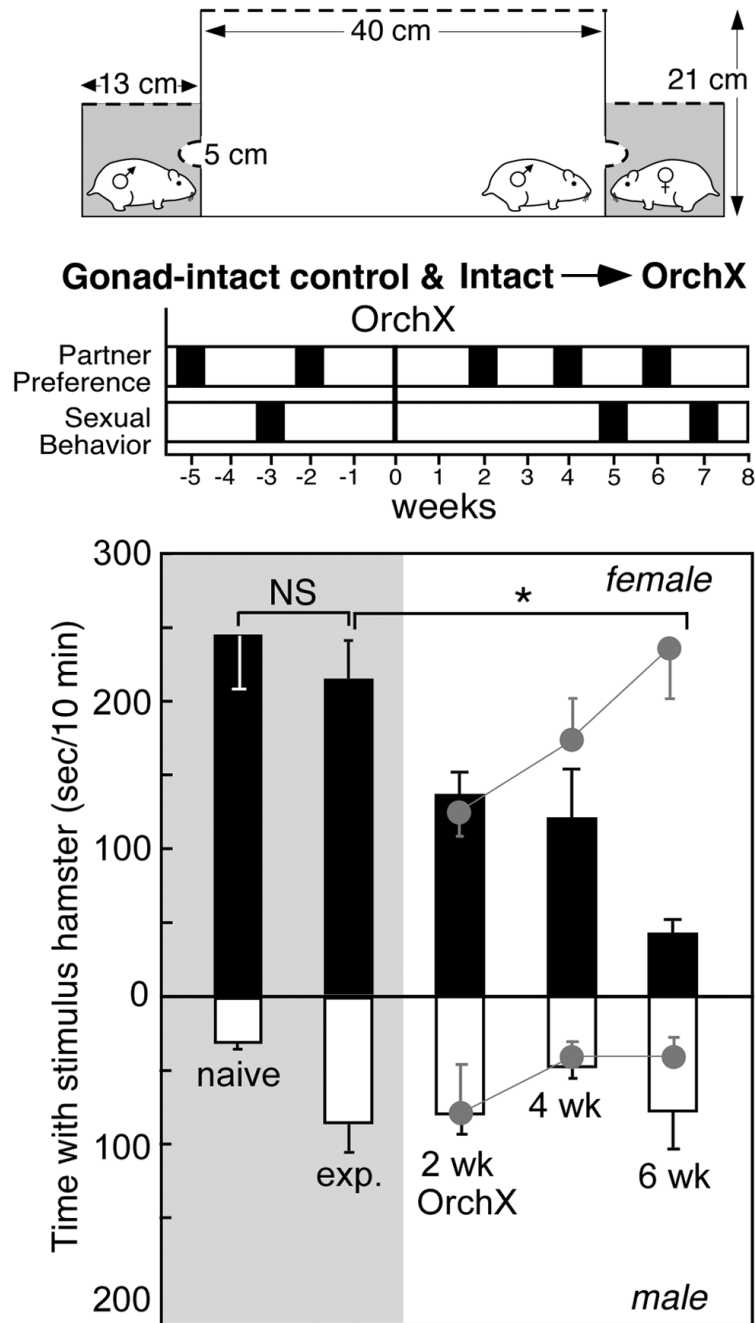 40 cm
13 cm
21 cm
5 cm
♂
♂
♀
Gonad-intact control & Intact → OrchX
OrchX
Partner
Preference
Sexual
Behavior
-5 -4 -3 -2 -1 0 1 2 3 4 5 6 7 8
weeks
300
female
NS
*
200
100
0
naive
4 wk
100
exp.
2 wk
OrchX
6 wk
200
male
Time with stimulus hamster (sec/10 min)